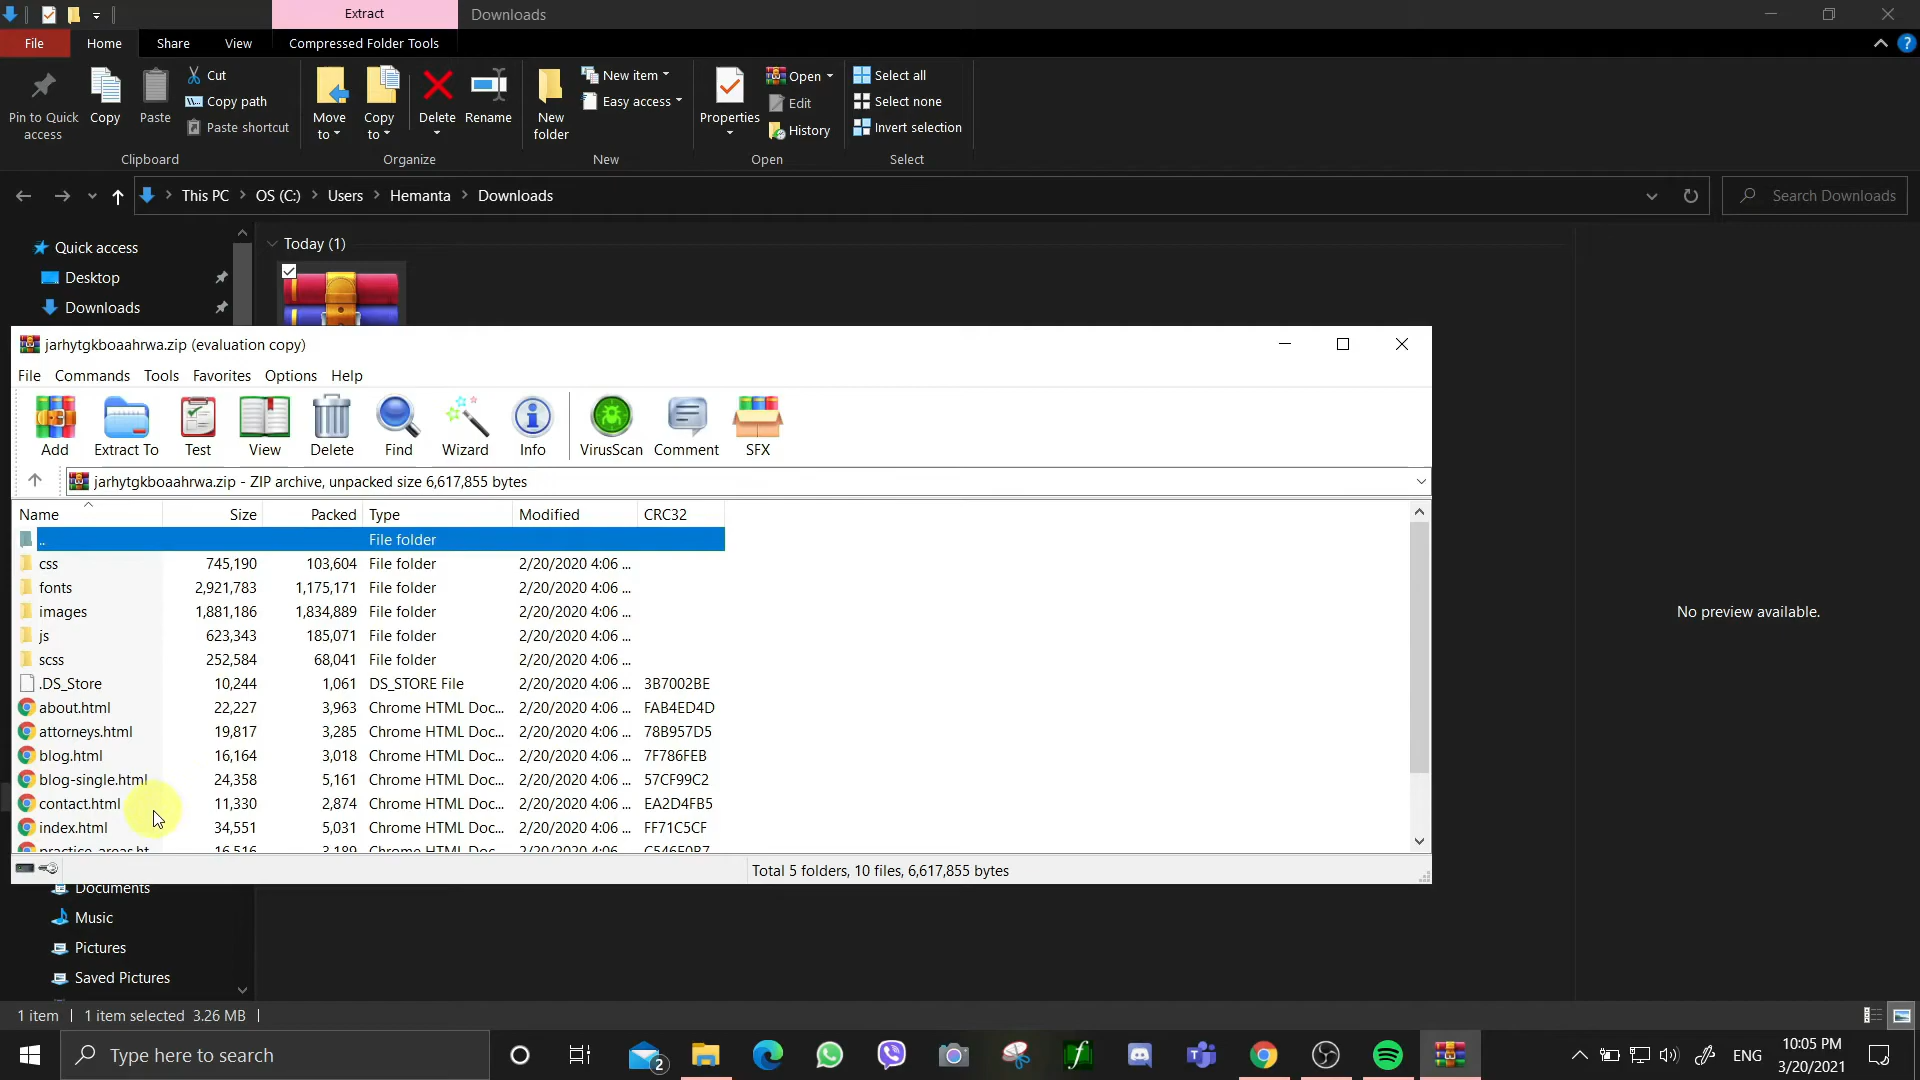 Extract
Downloads
File
Home
Share
View
Compressed Folder Tools
Pin to Quick access
Copy
Paste
Cut
Copy path
Paste shortcut
Move to
Copy to
Delete
Rename
New folder
New item
Easy access
Properties
Open
Edit
History
Select all
Select none
Invert selection
Clipboard
Organize
New
Open
Select
This PC > OS (C:) > Users > Hemanta > Downloads
Search Downloads
Quick access
Desktop
Downloads
Today (1)
jarhytgkboaahrwa.zip (evaluation copy)
File Commands Tools Favorites Options Help
Add
Extract To
Test
View
Delete
Find
Wizard
Info
VirusScan
Comment
SFX
jarhytgkboaahrwa.zip - ZIP archive, unpacked size 6,617,855 bytes
Name Size Packed Type Modified CRC32
.. File folder
css 745,190 103,604 File folder 2/20/2020 4:06 ...
fonts 2,921,783 1,175,171 File folder 2/20/2020 4:06 ...
images 1,881,186 1,834,889 File folder 2/20/2020 4:06 ...
js 623,343 185,071 File folder 2/20/2020 4:06 ...
scss 252,584 68,041 File folder 2/20/2020 4:06 ...
.DS_Store 10,244 1,061 DS_STORE File 2/20/2020 4:06 ... 3B7002BE
about.html 22,227 3,963 Chrome HTML Doc... 2/20/2020 4:06 ... FAB4ED4D
attorneys.html 19,817 3,285 Chrome HTML Doc... 2/20/2020 4:06 ... 78B957D5
blog.html 16,164 3,018 Chrome HTML Doc... 2/20/2020 4:06 ... 7F786FEB
blog-single.html 24,358 5,161 Chrome HTML Doc... 2/20/2020 4:06 ... 57CF99C2
contact.html 11,330 2,874 Chrome HTML Doc... 2/20/2020 4:06 ... EA2D4FB5
index.html 34,551 5,031 Chrome HTML Doc... 2/20/2020 4:06 ... FF71C5CF
practice-areas.ht... 16,516 3,189 Chrome HTML Doc... 2/20/2020 4:06 ...
Total 5 folders, 10 files, 6,617,855 bytes
No preview available.
Documents
Music
Pictures
Saved Pictures
1 item
1 item selected 3.26 MB
Type here to search
2
ENG
10:05 PM
3/20/2021